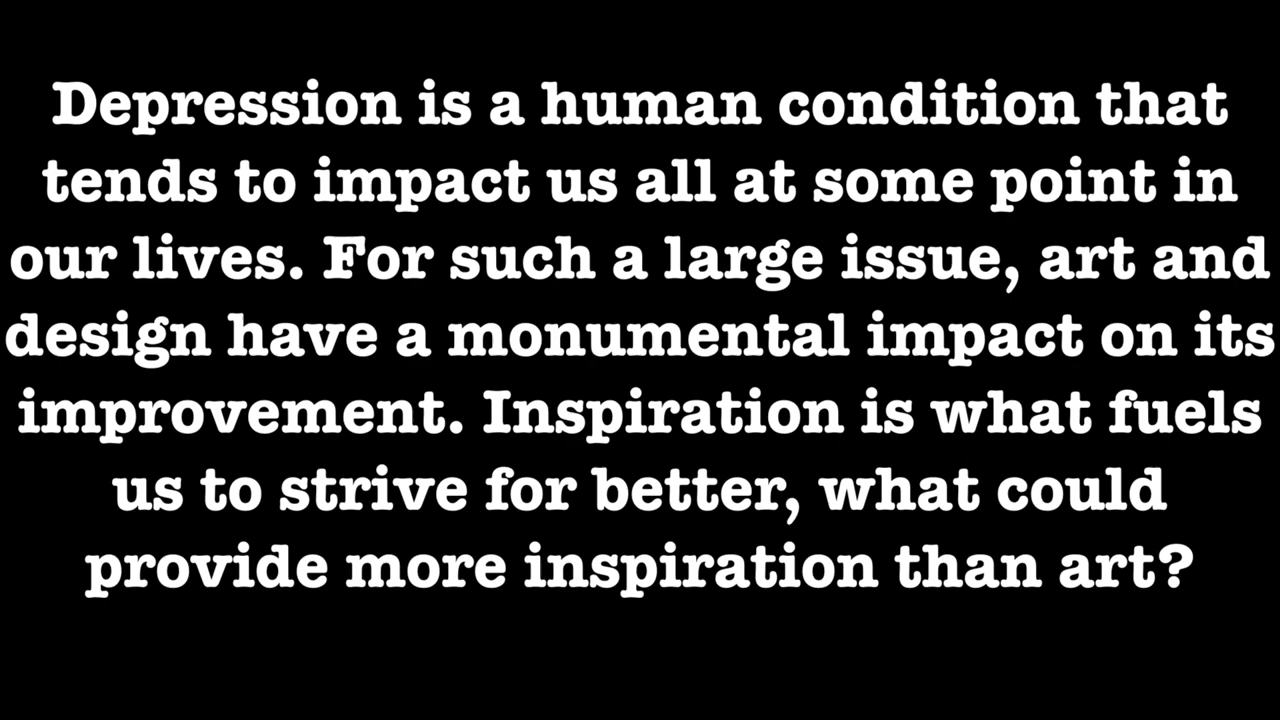 Depression is a human condition that
tends to impact us all at some point in
our lives. For such a large issue, art and
design have a monumental impact on its
improvement. Inspiration is what fuels
us to strive for better, what could
provide more inspiration than art?